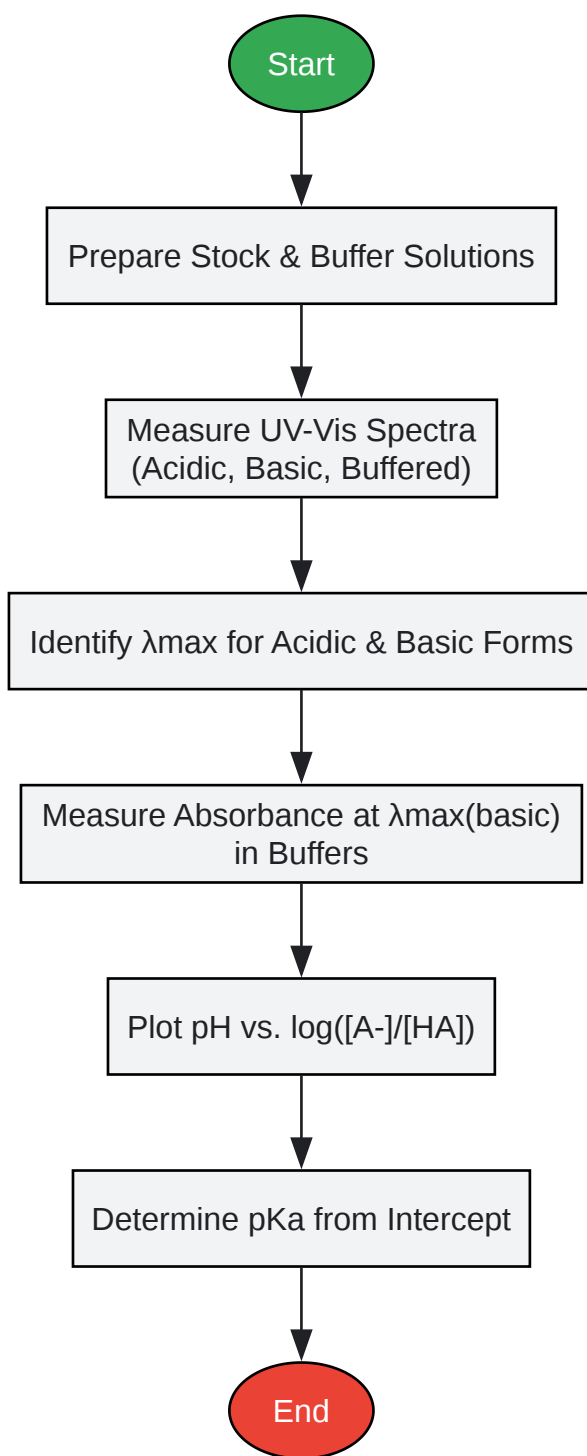 Start
Prepare Stock & Buffer Solutions
Measure UV-Vis Spectra
(Acidic, Basic, Buffered)
Identify λmax for Acidic & Basic Forms
Measure Absorbance at λmax(basic)
in Buffers
Plot pH vs. log([A-]/[HA])
Determine pKa from Intercept
End